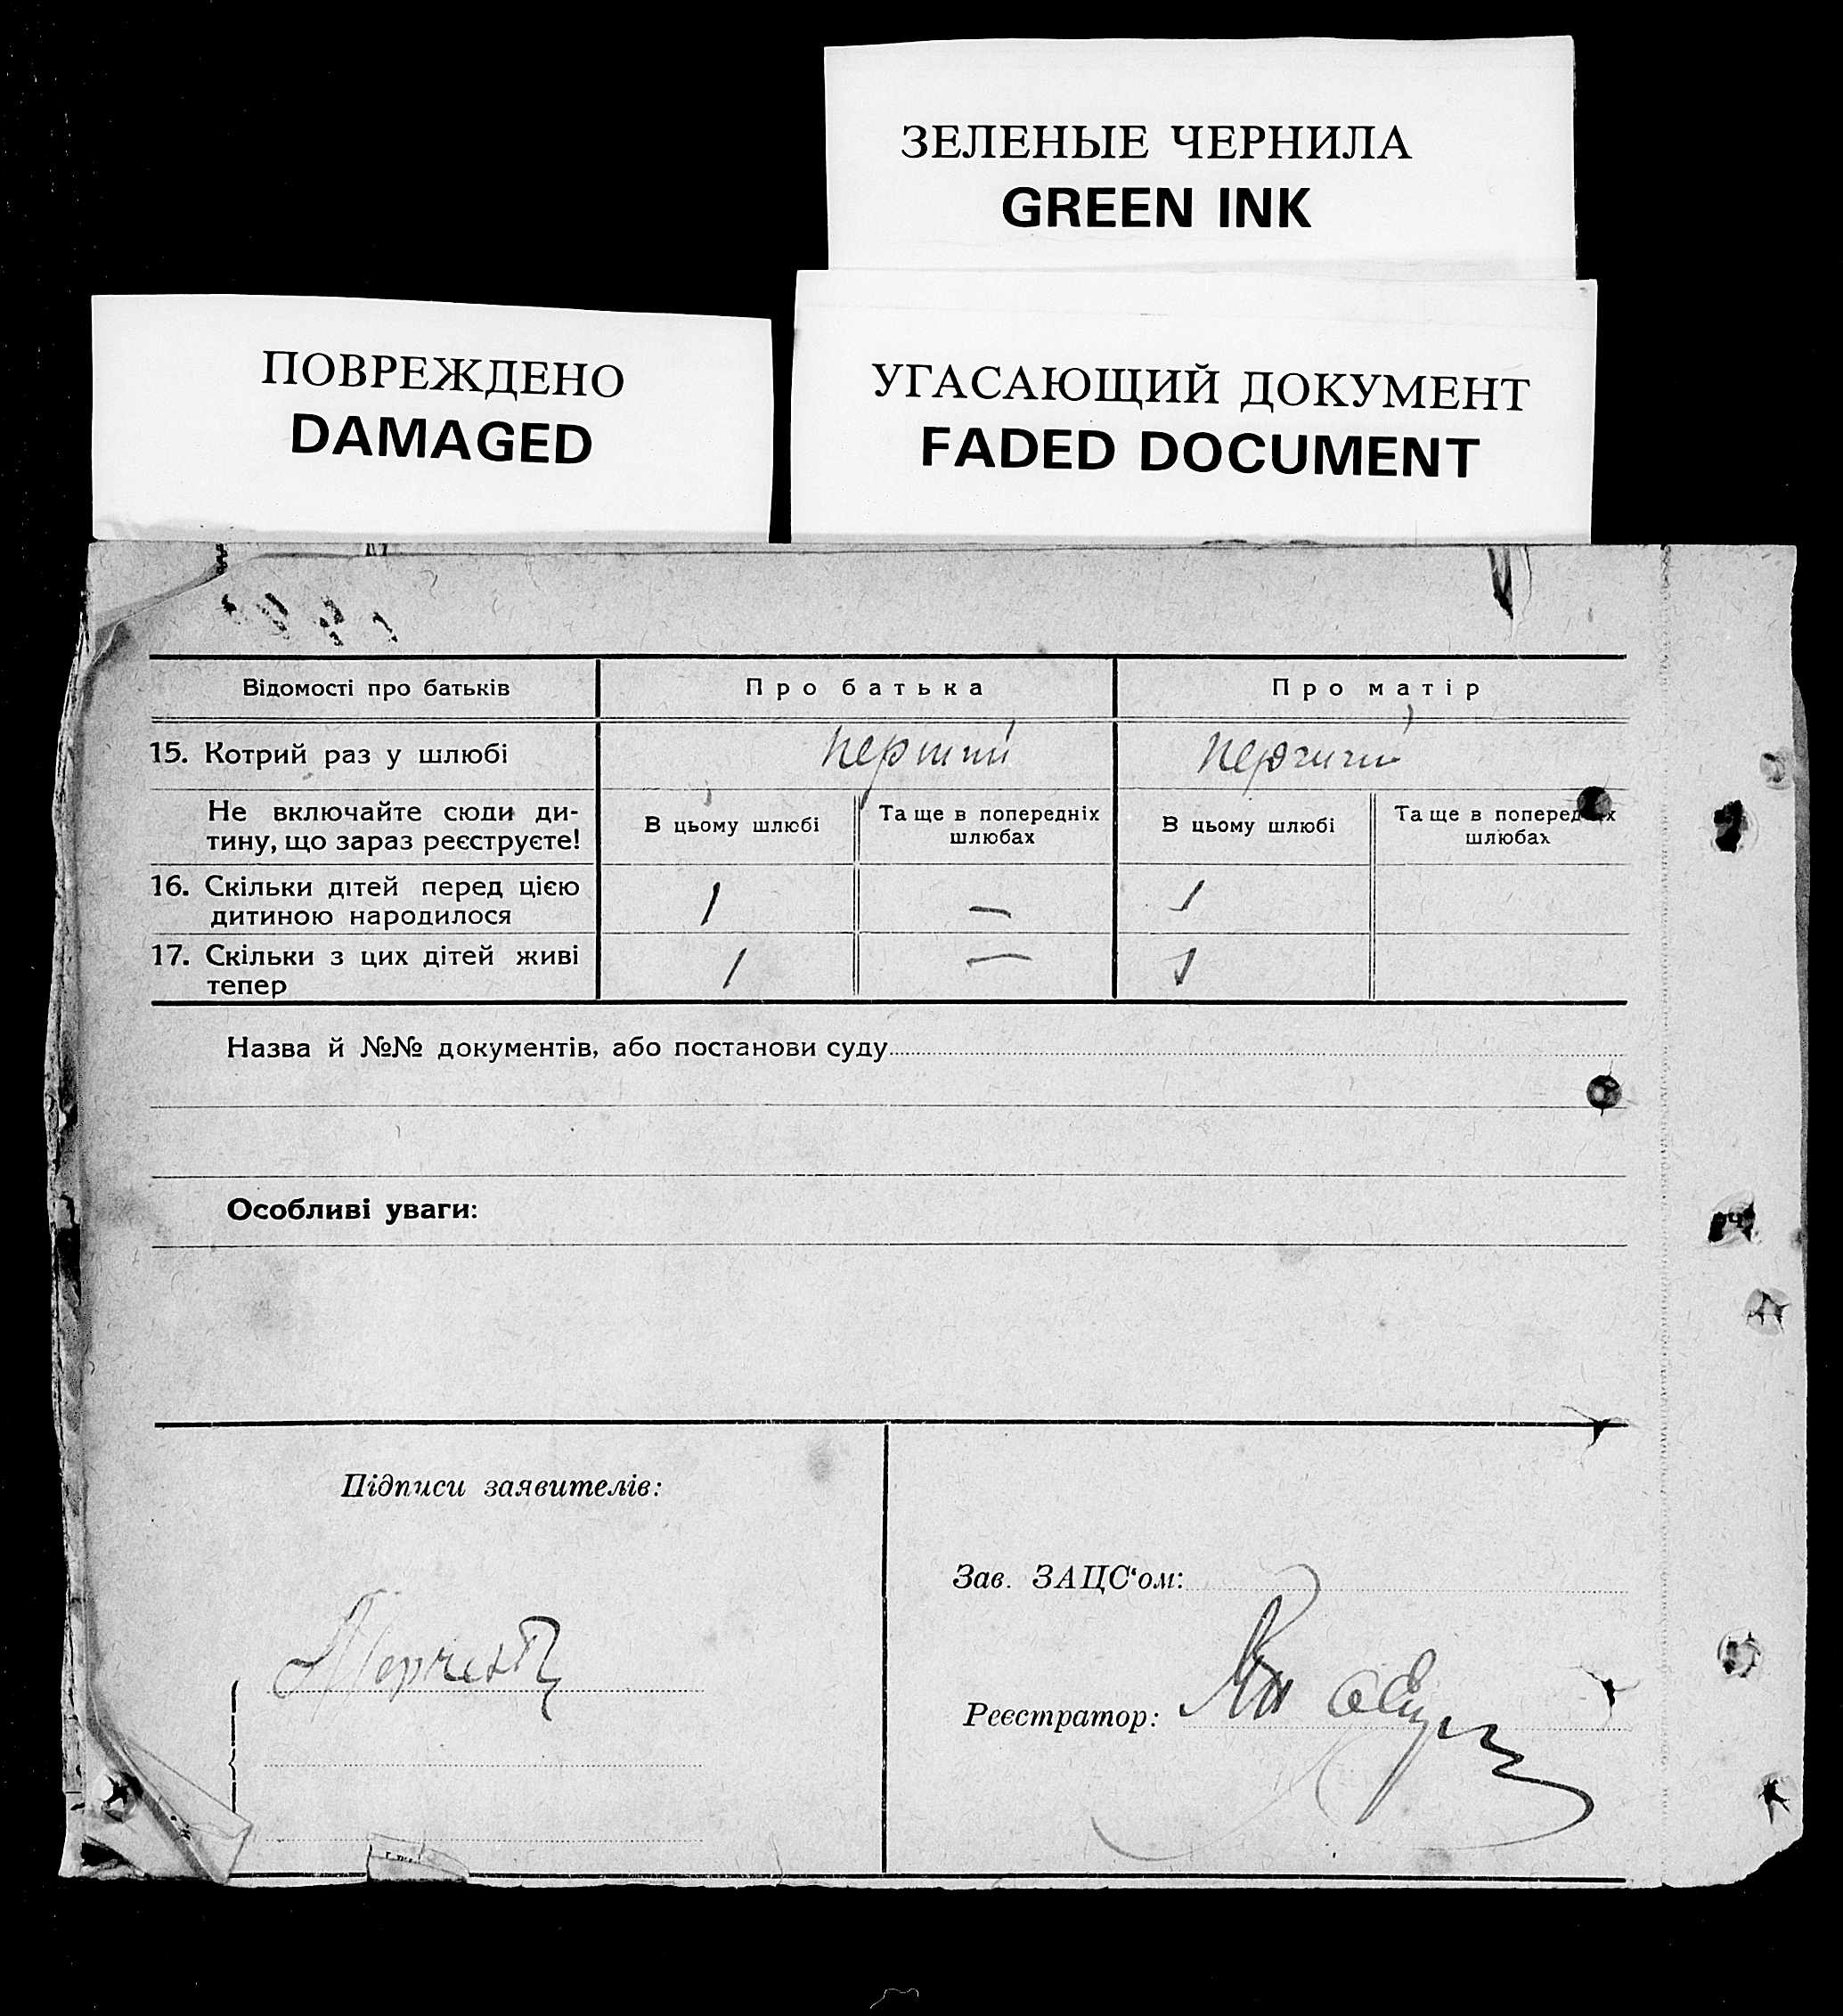 ЗЕЛЕНЫЕ ЧЕРНИЛА
GREEN INK
ПОВРЕЖДЕНО
DAMAGED
УГАСАЮЩИЙ ДОКУМЕНТ
FADED DOCUMENT
Відомості про батьків Про батька Про матір
15. Котрий раз у шлюбі перший
Не включайте сюди ди-
тину, що зараз реєструєте!
В цьому шлюбі
Та ще в попередніх
шлюбах
В цьому шлюбі
Та ще в попередніх
шлюбах
16. Скільки дітей перед цією
дитиною народилося
1 — 1
17. Скільки з цих дітей живі
тепер
1 — 1
Назва й №№ документів, або постанови суду
Особливі уваги:
Підписи заявителів:
Зав. ЗАЦС‘ом:
Реєстратор: